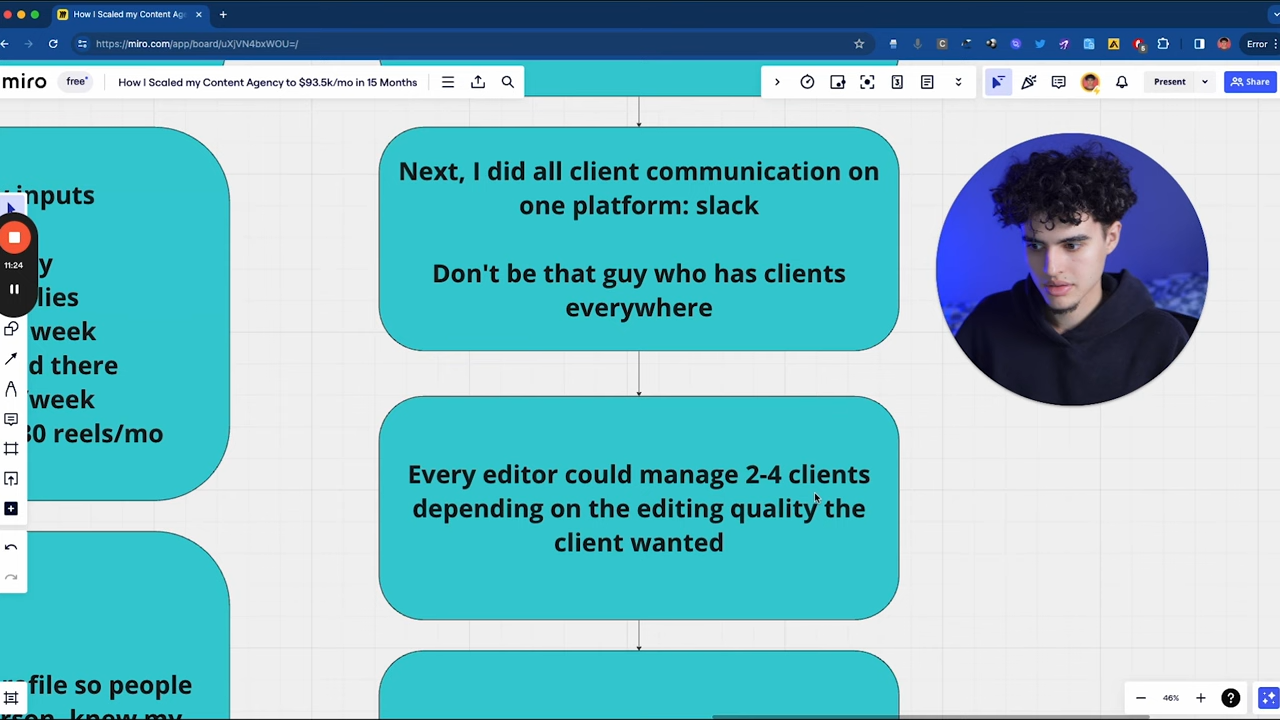 How I Scaled my Content Age
https://miro.com/app/board/uXjVN4bxWOU=/
Error
miro
free
How I Scaled my Content Agency to $93.5k/mo in 15 Months
Present
Share
inputs
lies
week
d there
/week
30 reels/mo
ofile so people
11:24
Next, I did all client communication on
one platform: slack
Don't be that guy who has clients
everywhere
Every editor could manage 2-4 clients
depending on the editing quality the
client wanted
46%